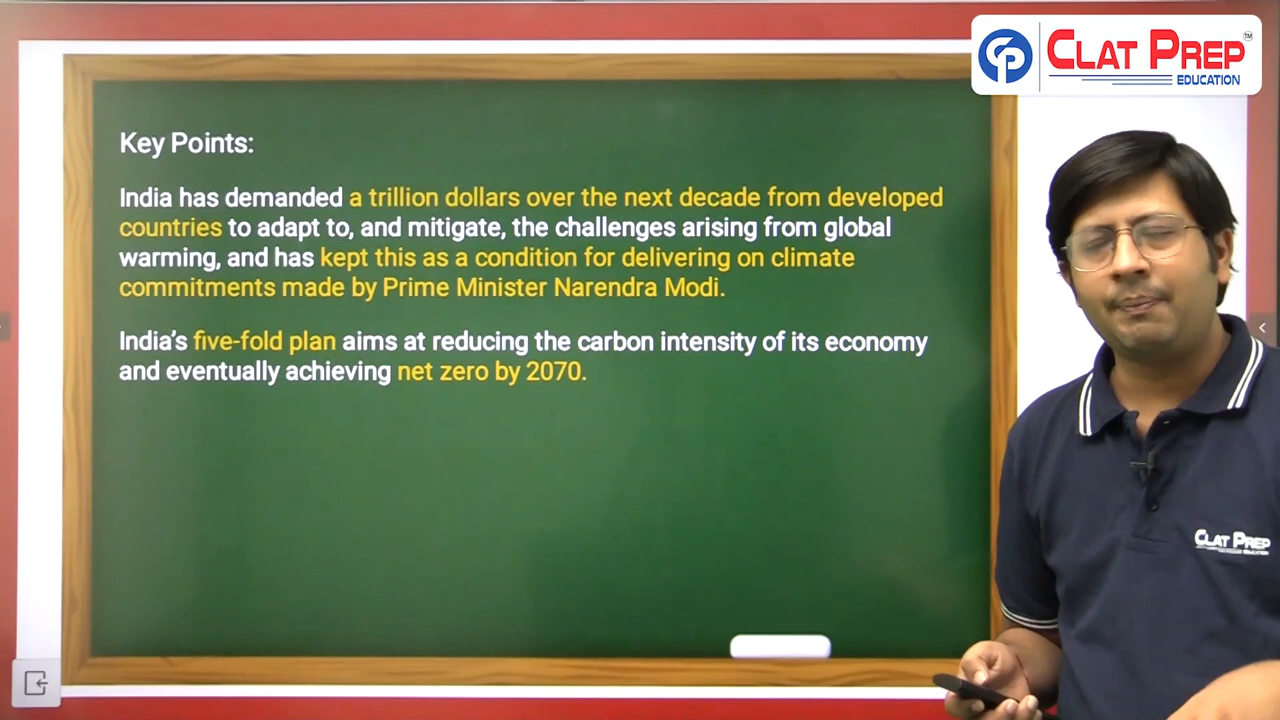 CLAT PREP TM
EDUCATION
Key Points:
India has demanded a trillion dollars over the next decade from developed
countries to adapt to, and mitigate, the challenges arising from global
warming, and has kept this as a condition for delivering on climate
commitments made by Prime Minister Narendra Modi.
India’s five-fold plan aims at reducing the carbon intensity of its economy
and eventually achieving net zero by 2070.
CLAT PREP
EDUCATION